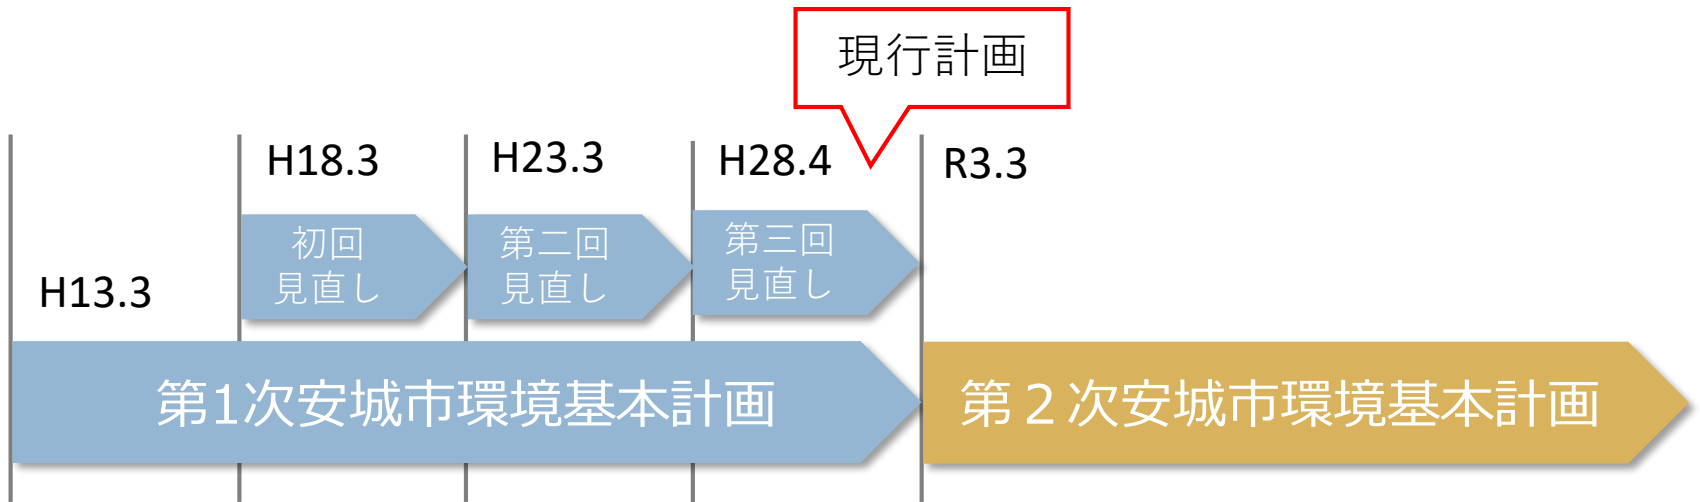 現行計画
H18.3
H23.3
H28.4
R3.3
初回
見直し
第二回
見直し
第三回
見直し
H13.3
第1次安城市環境基本計画
第２次安城市環境基本計画